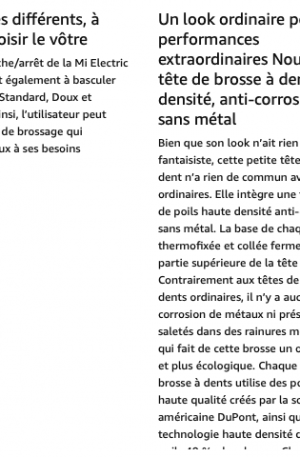 es différents, à
oisir le vôtre
he/arrêt de la Mi Electric
t également à basculer
Standard, Doux et
insi, l'utilisateur peut
de brossage qui
ux à ses besoins
Un look ordinaire p
performances
extraordinaires Nou
tête de brosse à den
densité, anti-corros
sans métal
Bien que son look n'ait rien
fantaisiste, cette petite tête
dent n'a rien de commun av
ordinaires. Elle intègre une
de poils haute densité anti-
sans métal. La base de chaq
thermofixée et collée ferme
partie supérieure de la tête
Contrairement aux têtes de
dents ordinaires, il n'y a auc
corrosion de métaux ni prés
saletés dans des rainures m
qui fait de cette brosse un o
et plus écologique. Chaque
brosse à dents utilise des po
haute qualité créés par la so
américaine DuPont, ainsi qu
technologie haute densité d